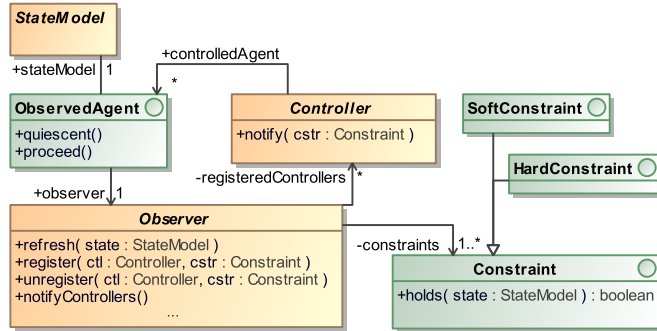 StateModel
+stateModel 1
+controlledAgent
*
ObservedAgent
+quiescent()
+proceed()
Controller
+notify( cstr : Constraint )
SoftConstraint
HardConstraint
+observer 1
-registeredControllers *
Observer
+refresh( state : StateModel )
+register( ctl : Controller, cstr : Constraint )
+unregister( ctl : Controller, cstr : Constraint )
+notifyControllers()
...
-constraints 1..*
Constraint
+holds( state : StateModel ) : boolean